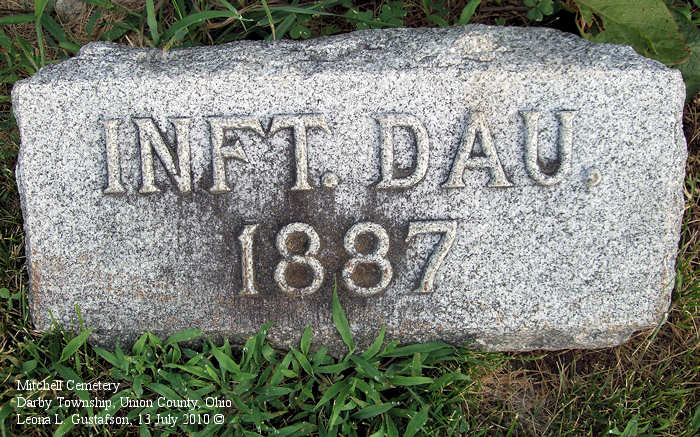 INFT. DAU.
1887
Mitchell Cemetery
Darby Township, Union County, Ohio
Leona L. Gustafson, 13 July 2010 ©